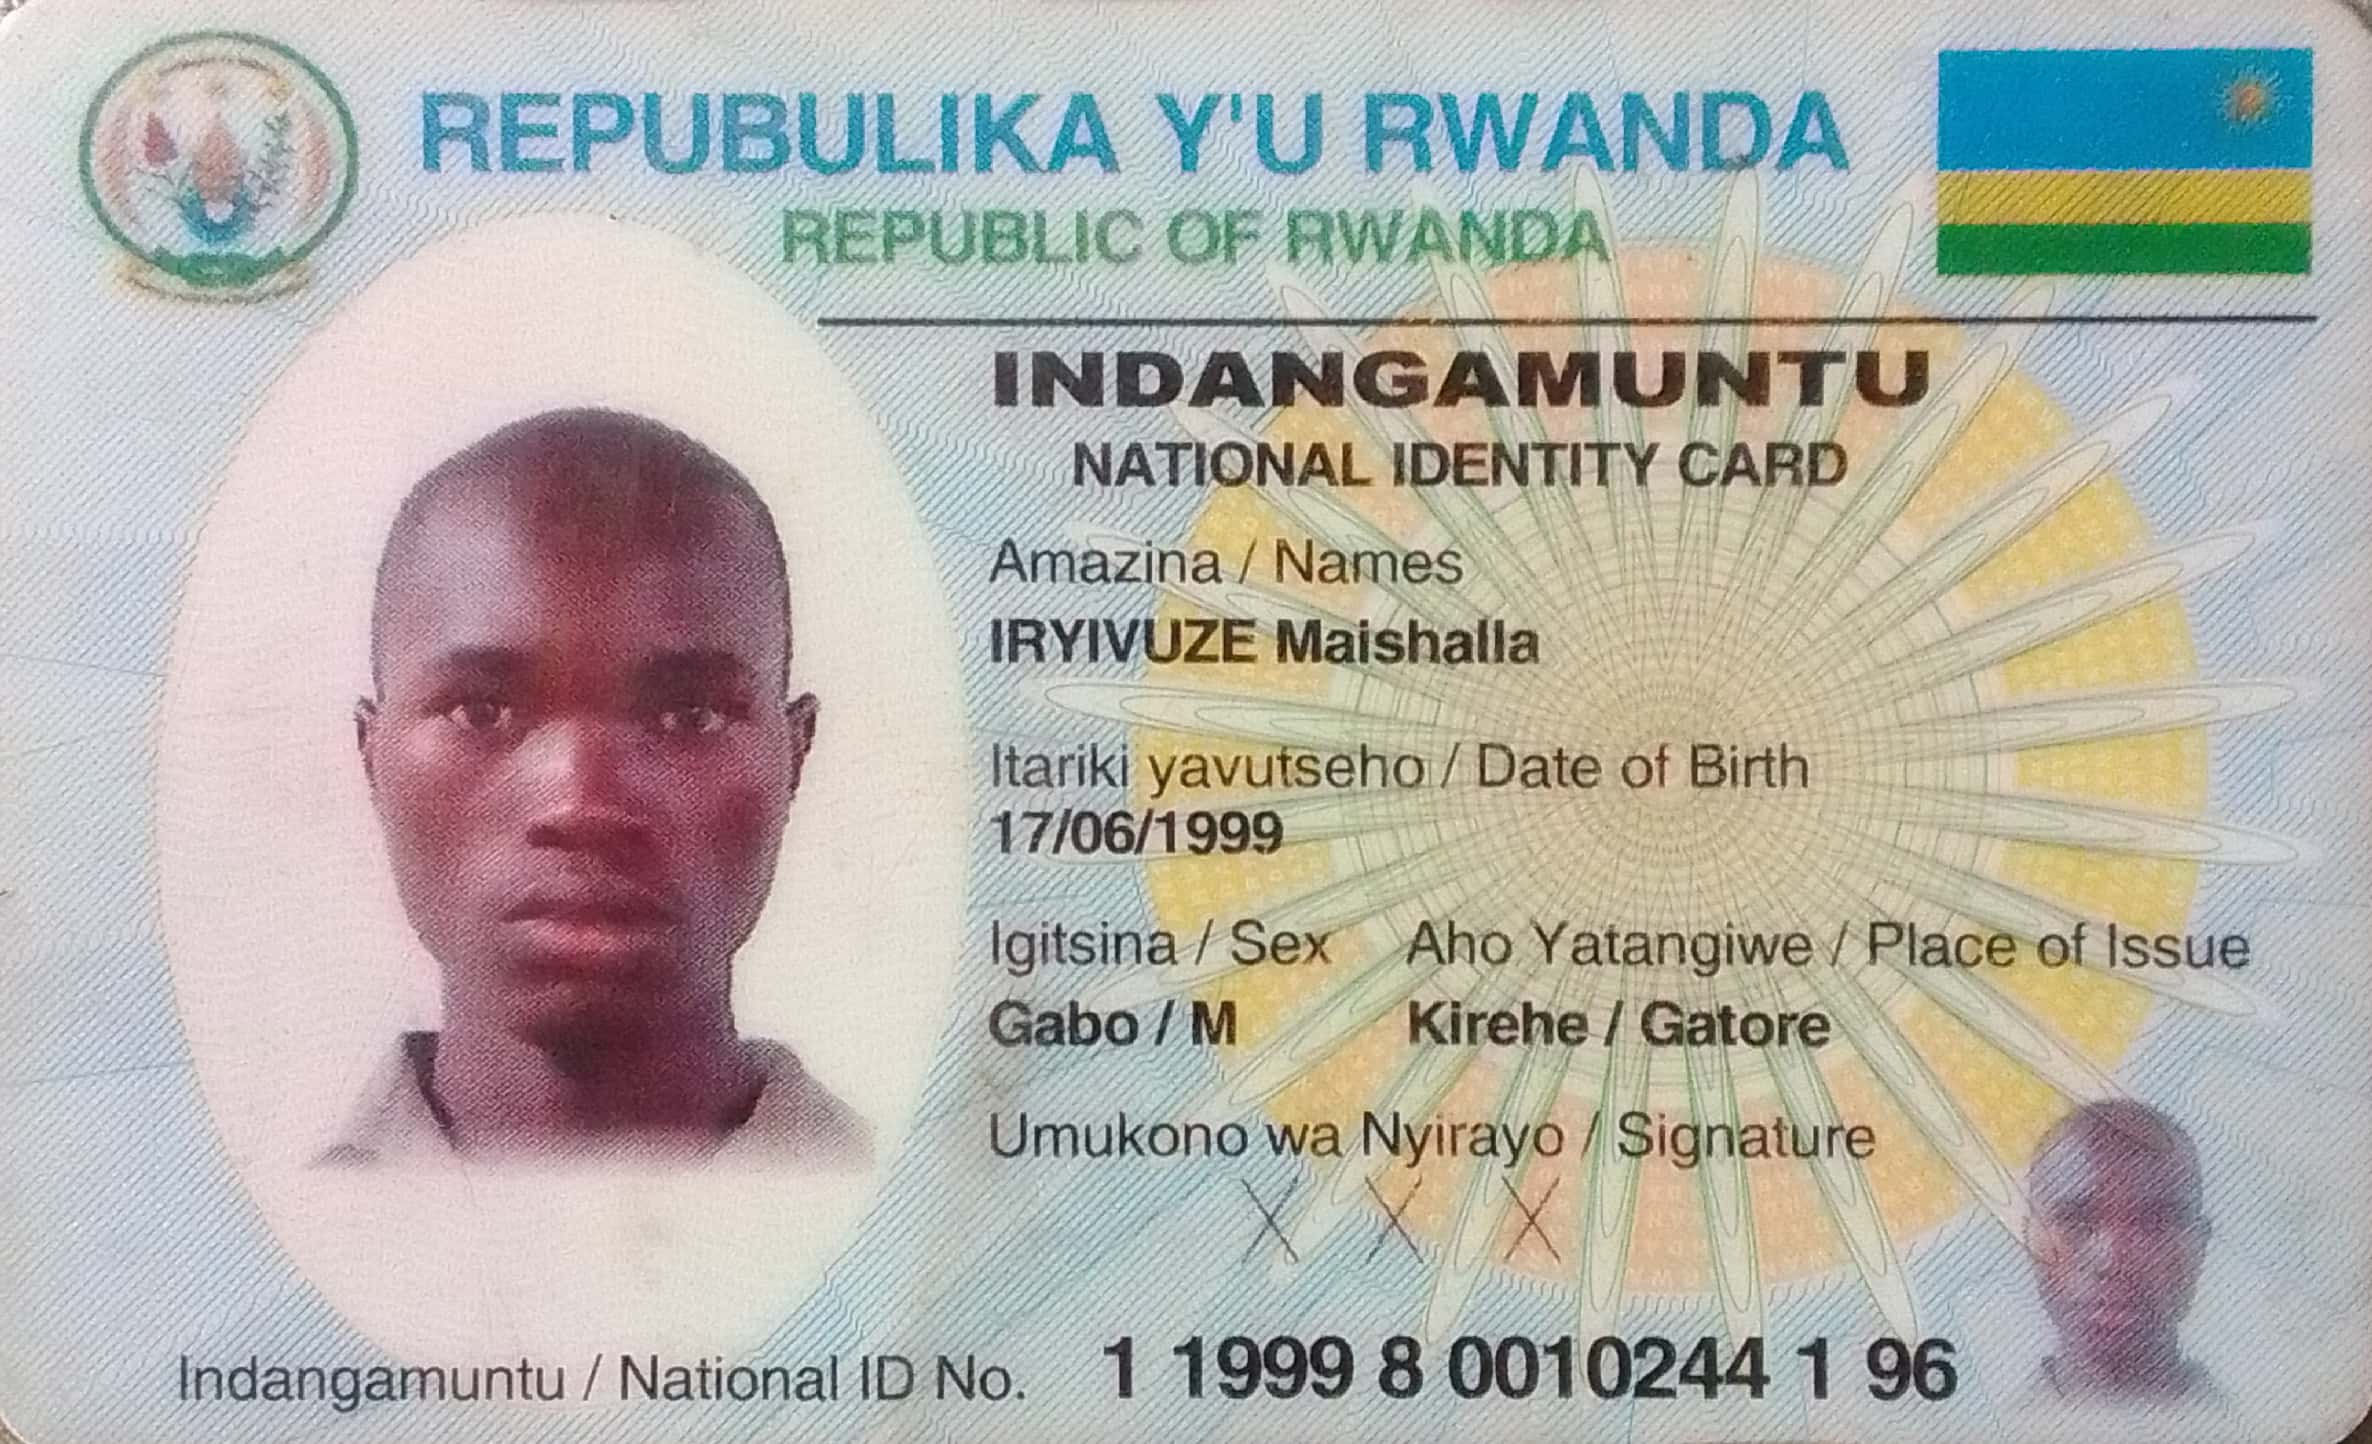 REPUBULIKA Y'U RWANDA
REPUBLIC OF RWANDA
INDANGAMUNTU
NATIONAL IDENTITY CARD
Amazina / Names
IRYIVUZE Maishalla
Itariki yavutseho / Date of Birth
17/06/1999
Igitsina / Sex Aho Yatangiwe / Place of Issue
Gabo / M Kirehe / Gatore
Umukono wa Nyirayo / Signature
X X X
Indangamuntu / National ID No. 1 1999 8 0010244 1 96